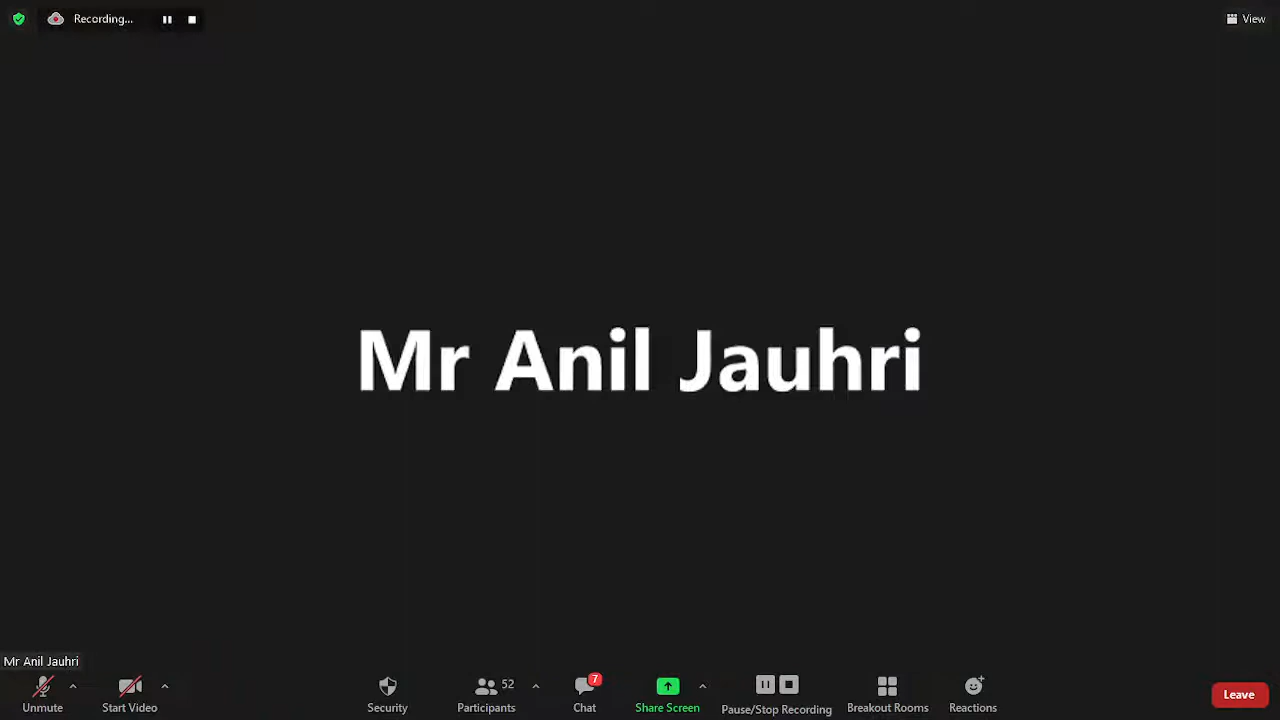 Recording...
View
Mr Anil Jauhri
Mr Anil Jauhri
52
7
Unmute
Start Video
Security
Participants
Chat
Share Screen
Pause/Stop Recording
Breakout Rooms
Reactions
Leave